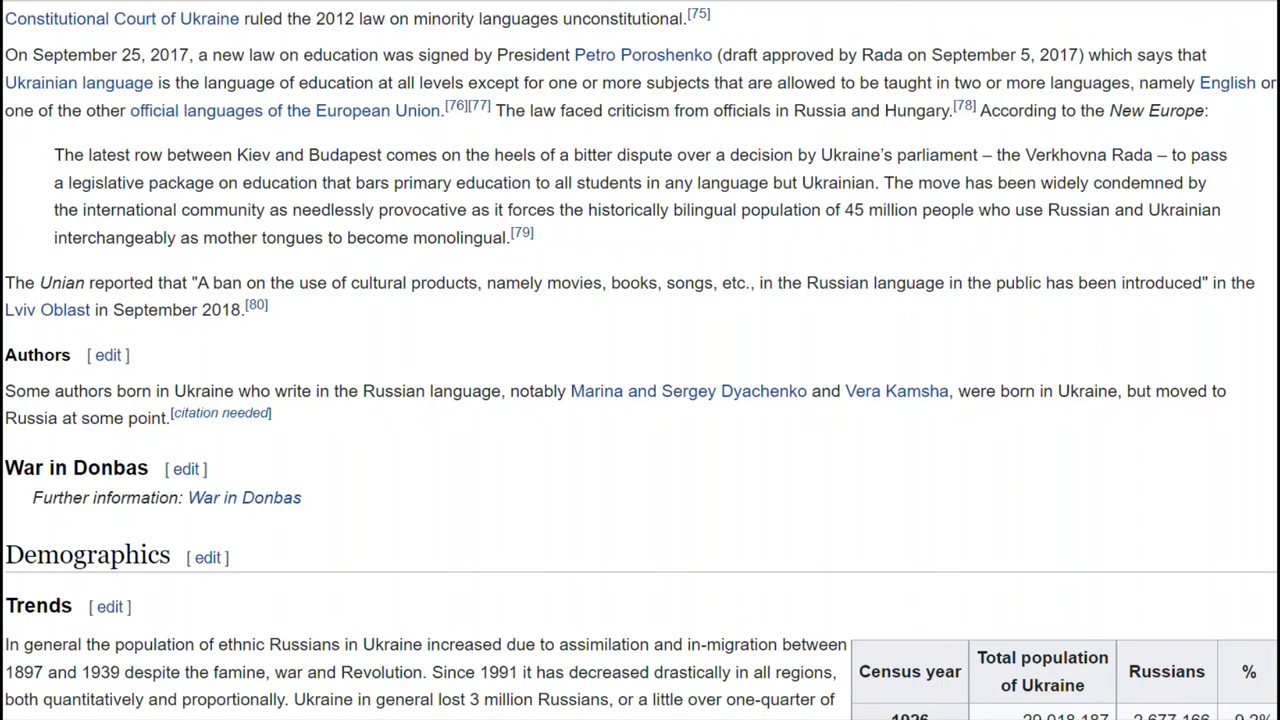 Constitutional Court of Ukraine ruled the 2012 law on minority languages unconstitutional.[75]
On September 25, 2017, a new law on education was signed by President Petro Poroshenko (draft approved by Rada on September 5, 2017) which says that
Ukrainian language is the language of education at all levels except for one or more subjects that are allowed to be taught in two or more languages, namely English or
one of the other official languages of the European Union.[76][77] The law faced criticism from officials in Russia and Hungary.[78] According to the New Europe:
The latest row between Kiev and Budapest comes on the heels of a bitter dispute over a decision by Ukraine's parliament – the Verkhovna Rada – to pass
a legislative package on education that bars primary education to all students in any language but Ukrainian. The move has been widely condemned by
the international community as needlessly provocative as it forces the historically bilingual population of 45 million people who use Russian and Ukrainian
interchangeably as mother tongues to become monolingual.[79]
The Unian reported that "A ban on the use of cultural products, namely movies, books, songs, etc., in the Russian language in the public has been introduced" in the
Lviv Oblast in September 2018.[80]
Authors [ edit ]
Some authors born in Ukraine who write in the Russian language, notably Marina and Sergey Dyachenko and Vera Kamsha, were born in Ukraine, but moved to
Russia at some point.[citation needed]
War in Donbas [ edit ]
Further information: War in Donbas
Demographics [ edit ]
Trends [ edit ]
In general the population of ethnic Russians in Ukraine increased due to assimilation and in-migration between
1897 and 1939 despite the famine, war and Revolution. Since 1991 it has decreased drastically in all regions,
both quantitatively and proportionally. Ukraine in general lost 3 million Russians, or a little over one-quarter of
Census year Total population of Ukraine Russians %
1926 29,018,187 2,677,166 9.2%